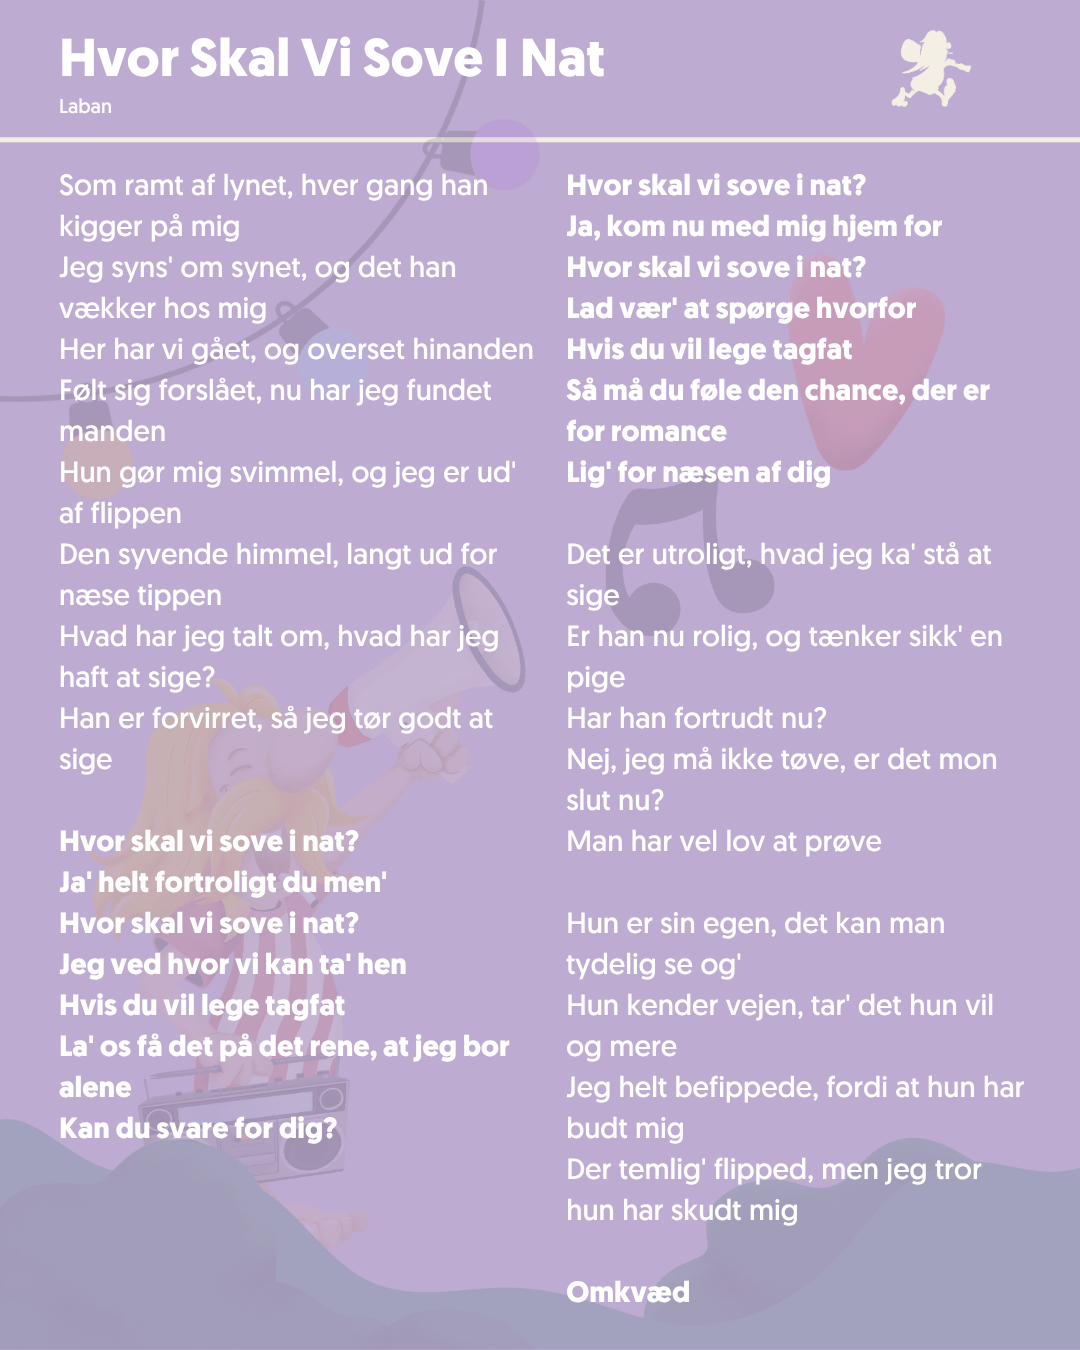 Hvor Skal Vi Sove I Nat
Laban
Som ramt af lynet, hver gang han
kigger på mig
Jeg syns' om synet, og det han
vækker hos mig
Her har vi gået, og overset hinanden
Følt sig forslået, nu har jeg fundet
manden
Hun gør mig svimmel, og jeg er ud'
af flippen
Den syvende himmel, langt ud for
næse tippen
Hvad har jeg talt om, hvad har jeg
haft at sige?
Han er forvirret, så jeg tør godt at
sige
Hvor skal vi sove i nat?
Ja' helt fortroligt du men'
Hvor skal vi sove i nat?
Jeg ved hvor vi kan ta' hen
Hvis du vil lege tagfat
La' os få det på det rene, at jeg bor
alene
Kan du svare for dig?
Hvor skal vi sove i nat?
Ja, kom nu med mig hjem for
Hvor skal vi sove i nat?
Lad vær' at spørge hvorfor
Hvis du vil lege tagfat
Så må du føle den chance, der er
for romance
Lig' for næsen af dig
Det er utroligt, hvad jeg ka' stå at
sige
Er han nu rolig, og tænker sikk' en
pige
Har han fortrudt nu?
Nej, jeg må ikke tøve, er det mon
slut nu?
Man har vel lov at prøve
Hun er sin egen, det kan man
tydelig se og'
Hun kender vejen, tar' det hun vil
og mere
Jeg helt befippede, fordi at hun har
budt mig
Der temlig' flipped, men jeg tror
hun har skudt mig
Omkvæd